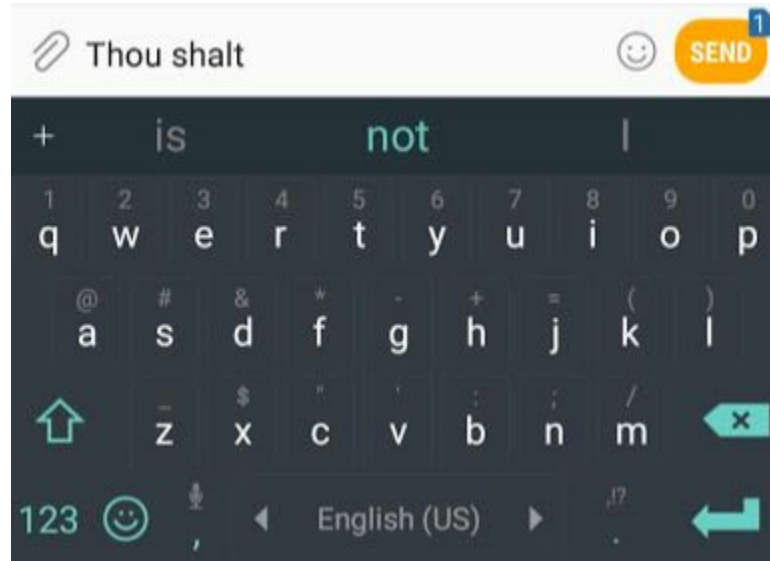 Thou shalt
SEND
1
+ is not I
1 2 3 4 5 6 7 8 9 0
q w e r t y u i o p
@ # & * - + = ( )
a s d f g h j k l
_ $ " ' : ; /
z x c v b n m
123 , English (US) ,!? .